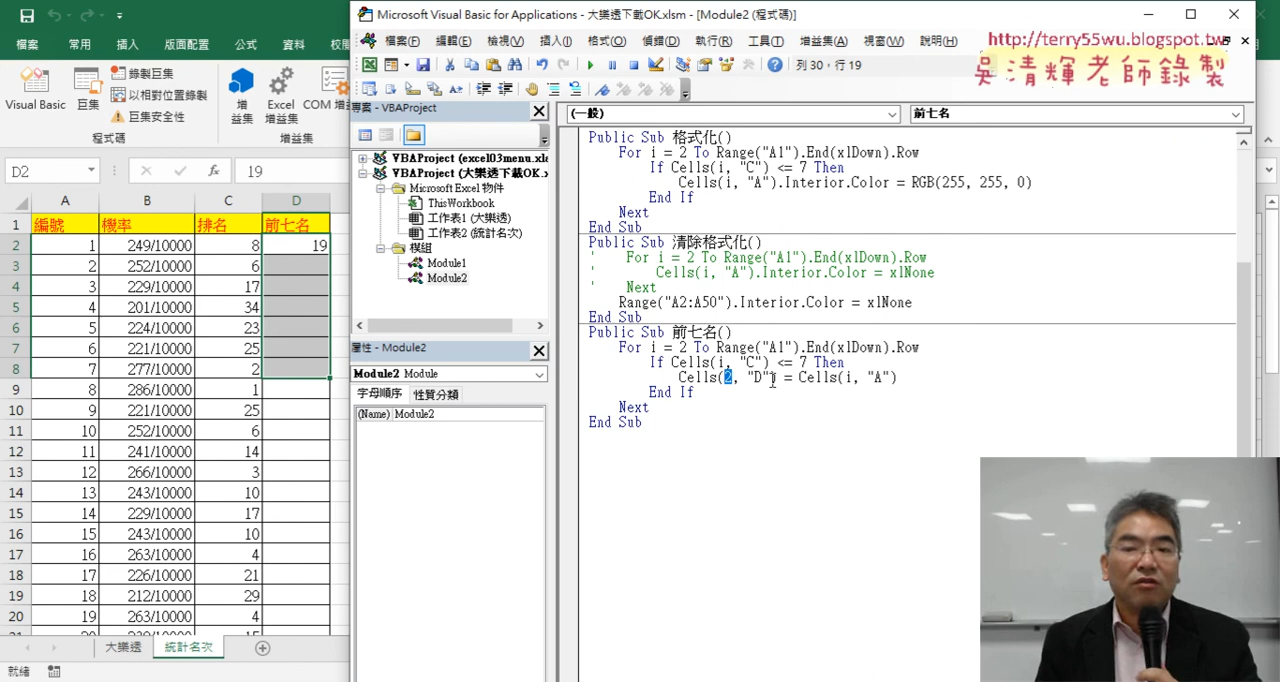 Microsoft Visual Basic for Applications - 大樂透下載OK.xlsm - [Module2 (程式碼)]
檔案 常用 插入 版面配置 公式 資料
檔案(F) 編輯(E) 檢視(V) 插入(I) 格式(O) 偵錯(D) 執行(R) 工具(T) 增益集(A) 視窗(W) 說明(H)
http://terry55wu.blogspot.tw
吳清輝老師錄製
列 30，行 19
Visual Basic 巨集 錄製巨集
以相對位置錄製
巨集安全性
增益集 Excel 增益集 COM
程式碼 增益集
專案 - VBAProject
(一般) 前七名
VBAProject (excel03menu.xla
VBAProject (大樂透下載OK.x
Microsoft Excel 物件
ThisWorkbook
工作表1 (大樂透)
工作表2 (統計名次)
模組
Module1
Module2
屬性 - Module2
Module2 Module
字母順序 性質分類
(Name) Module2
D2 fx 19
A B C D
1 編號 機率 排名 前七名
2 1 249/10000 8 19
3 2 252/10000 6
4 3 229/10000 17
5 4 201/10000 34
6 5 224/10000 23
7 6 221/10000 25
8 7 277/10000 2
9 8 286/10000 1
10 9 221/10000 25
11 10 252/10000 6
12 11 241/10000 14
13 12 266/10000 3
14 13 243/10000 10
15 14 229/10000 17
16 15 243/10000 10
17 16 263/10000 4
18 17 226/10000 21
19 18 212/10000 29
20 19 263/10000 4
大樂透 統計名次
就緒
Public Sub 格式化()
For i = 2 To Range("A1").End(xlDown).Row
If Cells(i, "C") <= 7 Then
Cells(i, "A").Interior.Color = RGB(255, 255, 0)
End If
Next
End Sub
Public Sub 清除格式化()
' For i = 2 To Range("A1").End(xlDown).Row
' Cells(i, "A").Interior.Color = xlNone
' Next
Range("A2:A50").Interior.Color = xlNone
End Sub
Public Sub 前七名()
For i = 2 To Range("A1").End(xlDown).Row
If Cells(i, "C") <= 7 Then
Cells(2, "D") = Cells(i, "A")
End If
Next
End Sub